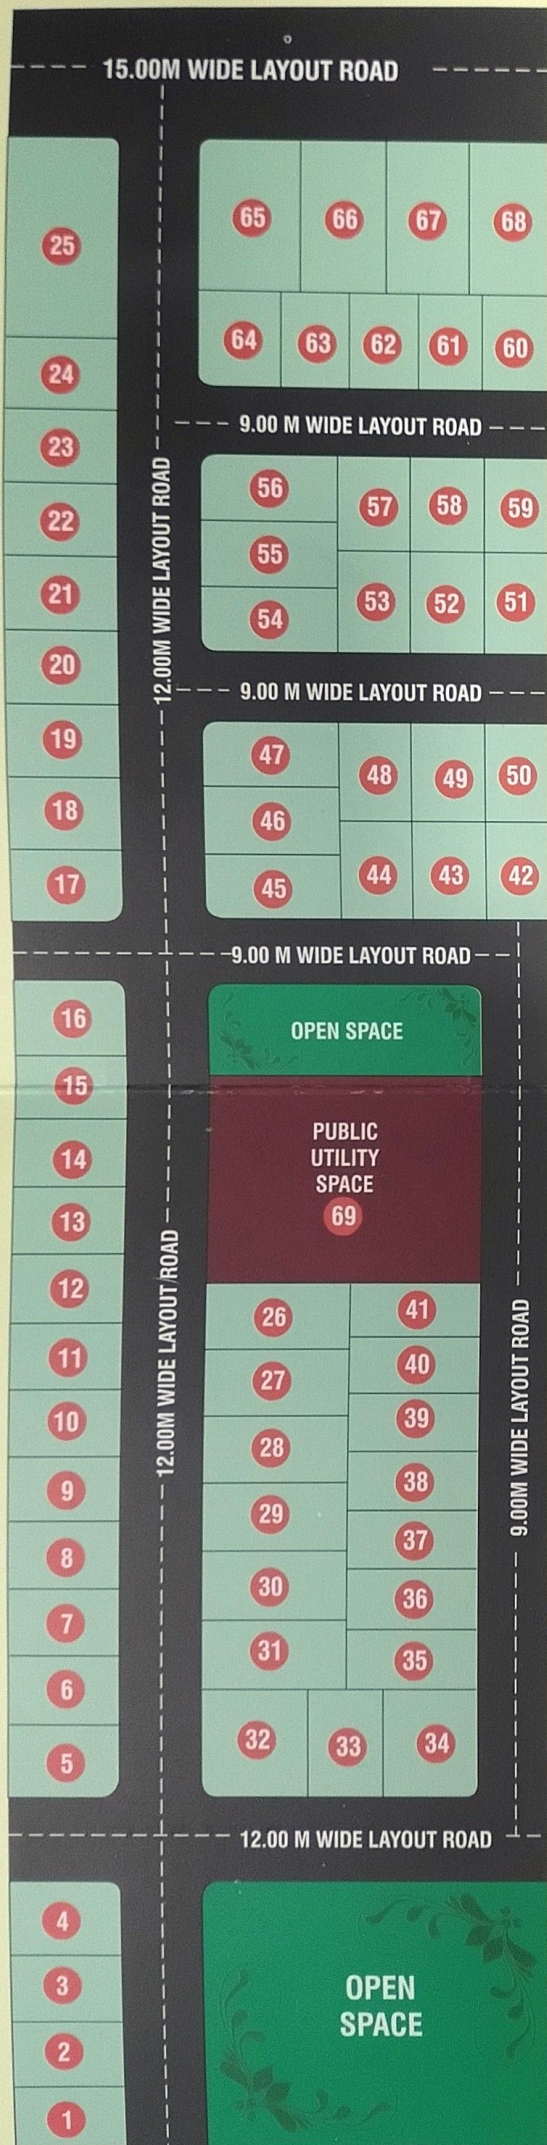 15.00M WIDE LAYOUT ROAD
25
65 66 67 68
64 63 62 61 60
24
9.00 M WIDE LAYOUT ROAD
23
22
21
20
19
18
17
12.00M WIDE LAYOUT ROAD
56
57 58 59
55
54
53 52 51
9.00 M WIDE LAYOUT ROAD
47
48 49 50
46
45
44 43 42
9.00 M WIDE LAYOUT ROAD
16
15
14
13
12
11
10
9
8
7
6
5
12.00M WIDE LAYOUT ROAD
OPEN SPACE
PUBLIC
UTILITY
SPACE
69
26
41
27
40
28
39
29
38
30
37
31
36
35
32 33 34
9.00M WIDE LAYOUT ROAD
12.00 M WIDE LAYOUT ROAD
4
3
2
1
OPEN
SPACE